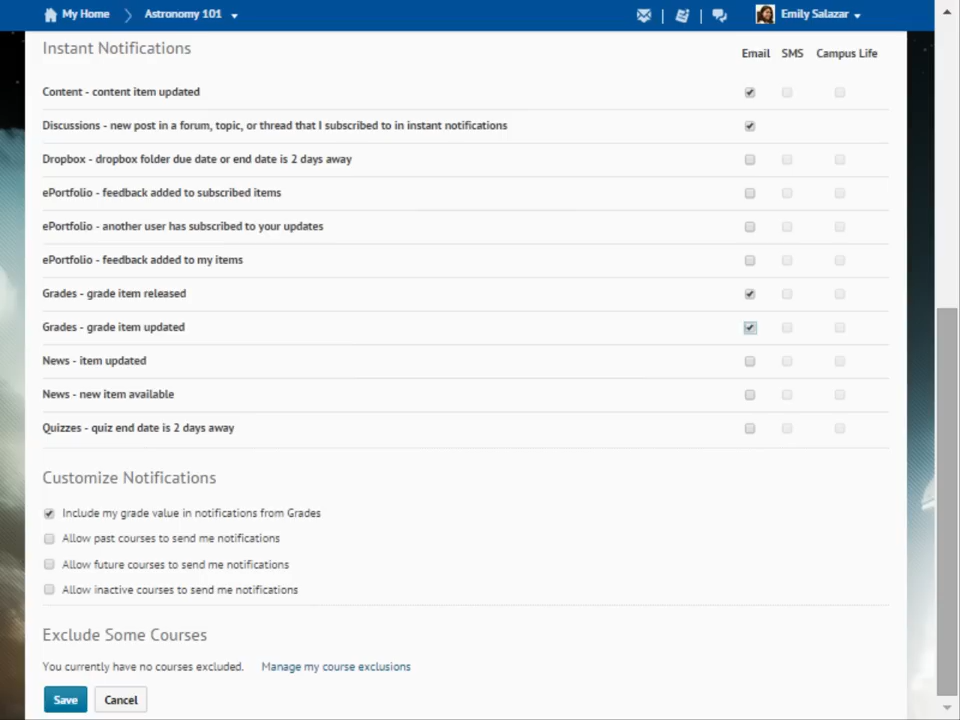 My Home
Astronomy 101
Emily Salazar
Instant Notifications
Email SMS Campus Life
Content - content item updated
Discussions - new post in a forum, topic, or thread that I subscribed to in instant notifications
Dropbox - dropbox folder due date or end date is 2 days away
ePortfolio - feedback added to subscribed items
ePortfolio - another user has subscribed to your updates
ePortfolio - feedback added to my items
Grades - grade item released
Grades - grade item updated
News - item updated
News - new item available
Quizzes - quiz end date is 2 days away
Customize Notifications
Include my grade value in notifications from Grades
Allow past courses to send me notifications
Allow future courses to send me notifications
Allow inactive courses to send me notifications
Exclude Some Courses
You currently have no courses excluded. Manage my course exclusions
Save Cancel